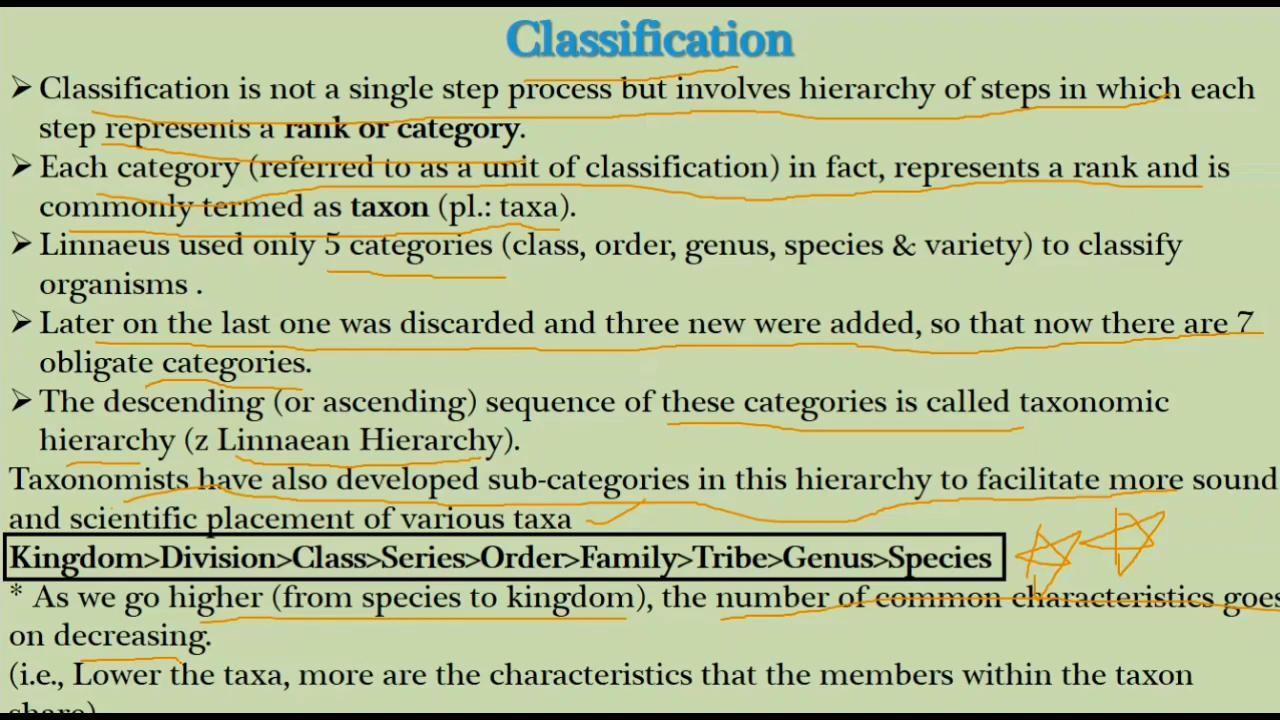 Classification
➢ Classification is not a single step process but involves hierarchy of steps in which each
step represents a rank or category.
➢ Each category (referred to as a unit of classification) in fact, represents a rank and is
commonly termed as taxon (pl.: taxa).
➢ Linnaeus used only 5 categories (class, order, genus, species & variety) to classify
organisms .
➢ Later on the last one was discarded and three new were added, so that now there are 7
obligate categories.
➢ The descending (or ascending) sequence of these categories is called taxonomic
hierarchy (z Linnaean Hierarchy).
Taxonomists have also developed sub-categories in this hierarchy to facilitate more sound
and scientific placement of various taxa
Kingdom>Division>Class>Series>Order>Family>Tribe>Genus>Species
* As we go higher (from species to kingdom), the number of common characteristics goes
on decreasing.
(i.e., Lower the taxa, more are the characteristics that the members within the taxon
share)